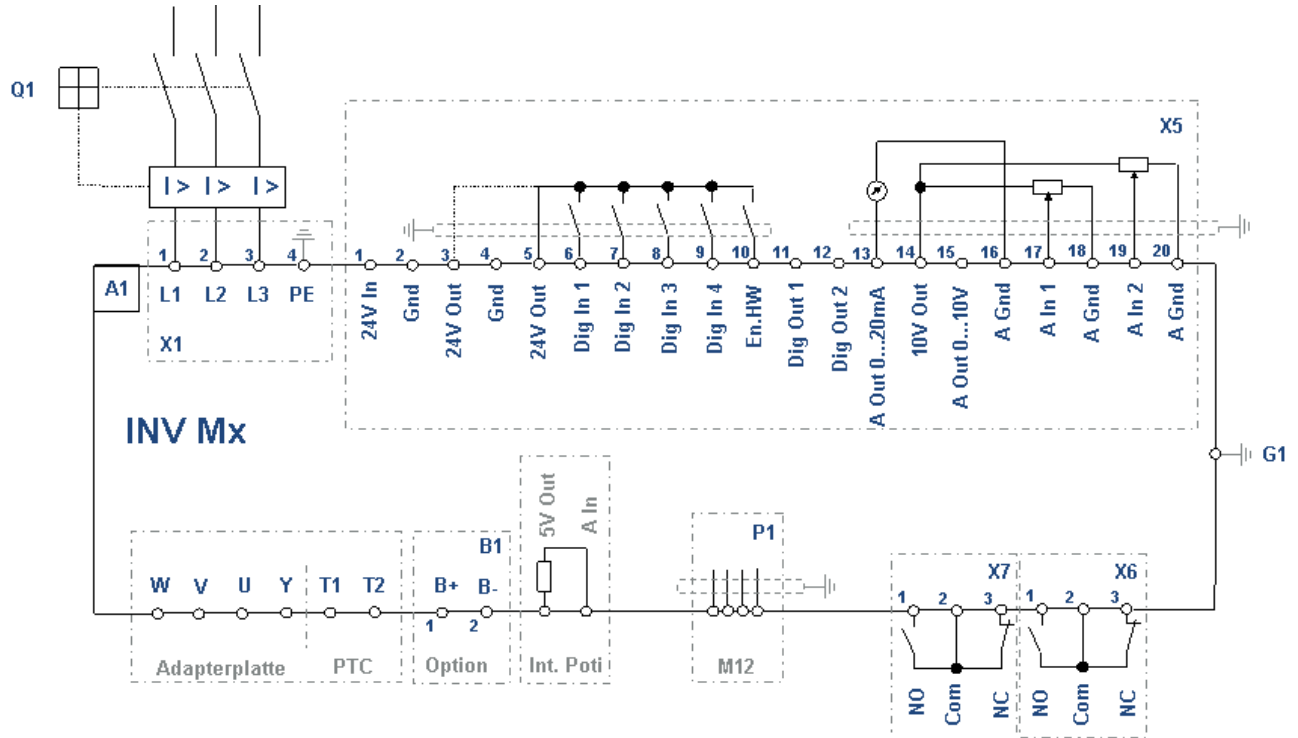 Q1
X5
I > I > I >
1 2 3 4
A1
L1 L2 L3 PE
X1
1 2 3 4 5 6 7 8 9 10 11 12 13 14 15 16 17 18 19 20
24V In
Gnd
24V Out
Gnd
24V Out
Dig In 1
Dig In 2
Dig In 3
Dig In 4
En.HW
Dig Out 1
Dig Out 2
A Out 0...20mA
10V Out
A Out 0...10V
A Gnd
A In 1
A Gnd
A In 2
A Gnd
INV Mx
G1
W V U Y T1 T2
Adapterplatte PTC
B1
B+ B-
1 2
Option
5V Out
A In
Int. Poti
P1
M12
X7
1 2 3
NO
Com
NC
X6
1 2 3
NO
Com
NC